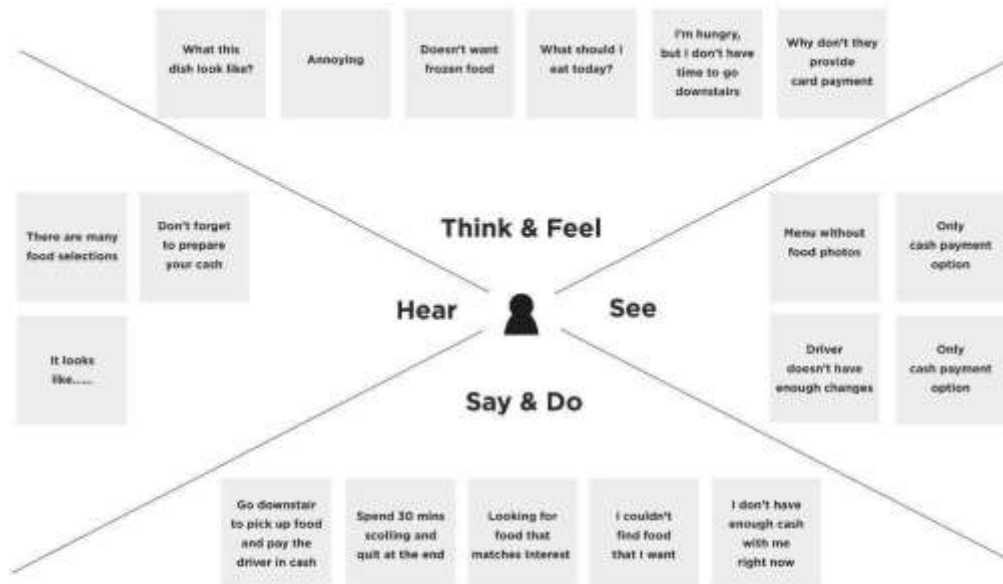 What this
dish look like?
Annoying
Doesn't want
frozen food
What should I
eat today?
I'm hungry,
but I don't have
time to go
downstairs
Why don't they
provide
card payment
Think & Feel
There are many
food selections
Don't forget
to prepare
your cash
It looks
like.....
Hear
See
Menu without
food photos
Only
cash payment
option
Driver
doesn't have
enough changes
Only
cash payment
option
Say & Do
Go downstair
to pick up food
and pay the
driver in cash
Spend 30 mins
scolling and
quit at the end
Looking for
food that
matches interest
I couldn't
find food
that I want
I don't have
enough cash
with me
right now